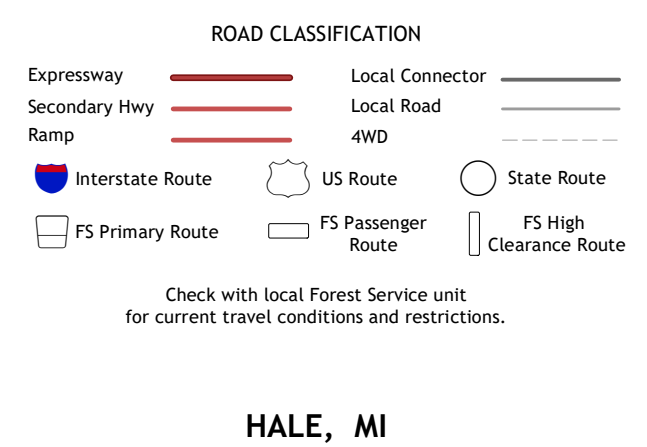 ROAD CLASSIFICATION
Expressway
Local Connector
Secondary Hwy
Local Road
Ramp
4WD
Interstate Route
US Route
State Route
FS Primary Route
FS Passenger
Route
FS High
Clearance Route
Check with local Forest Service unit
for current travel conditions and restrictions.
HALE, MI